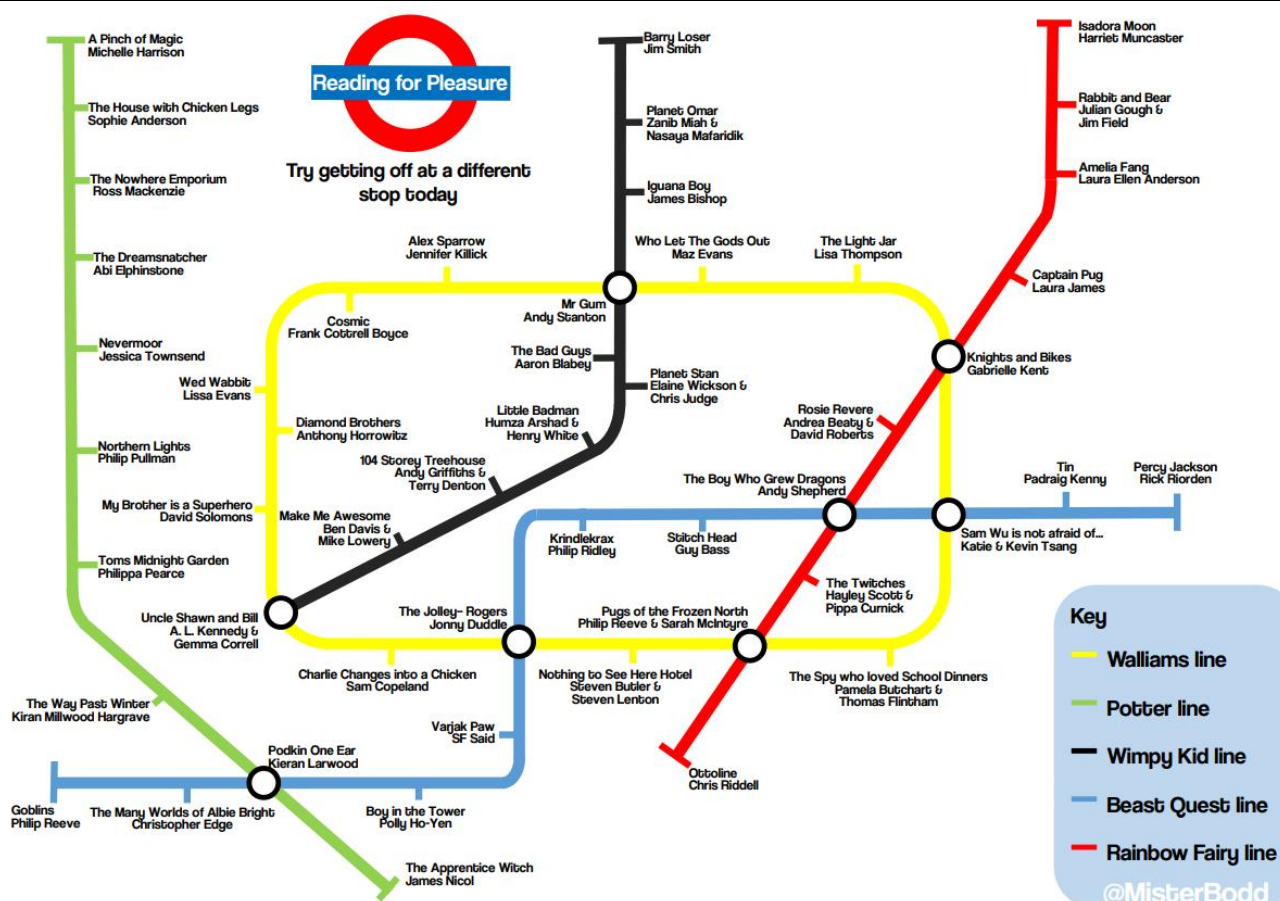 A Pinch of Magic
Michelle Harrison
The House with Chicken Legs
Sophie Anderson
The Nowhere Emporium
Ross Mackenzie
The Dreamsnatcher
Abi Elphinstone
Nevermoor
Jessica Townsend
Northern Lights
Philip Pullman
Toms Midnight Garden
Philippa Pearce
The Way Past Winter
Kiran Millwood Hargrave
Podkin One Ear
Kieran Larwood
The Apprentice Witch
James Nicol
Goblins
Philip Reeve
The Many Worlds of Albie Bright
Christopher Edge
Boy in the Tower
Polly Ho-Yen
Varjak Paw
SF Said
Reading for Pleasure
Try getting off at a different
stop today
Alex Sparrow
Jennifer Killick
Cosmic
Frank Cottrell Boyce
Wed Wabbit
Lissa Evans
Diamond Brothers
Anthony Horrowitz
My Brother is a Superhero
David Solomons
Uncle Shawn and Bill
A. L. Kennedy &
Gemma Correll
Charlie Changes into a Chicken
Sam Copeland
The Jolley- Rogers
Jonny Duddle
Nothing to See Here Hotel
Steven Butler &
Steven Lenton
Pugs of the Frozen North
Philip Reeve & Sarah McIntyre
The Spy who loved School Dinners
Pamela Butchart &
Thomas Flintham
Barry Loser
Jim Smith
Planet Omar
Zanib Miah &
Nasaya Mafaridik
Iguana Boy
James Bishop
Who Let The Gods Out
Maz Evans
The Light Jar
Lisa Thompson
Mr Gum
Andy Stanton
The Bad Guys
Aaron Blabey
Planet Stan
Elaine Wickson &
Chris Judge
Little Badman
Humza Arshad &
Henry White
104 Storey Treehouse
Andy Griffiths &
Terry Denton
Make Me Awesome
Ben Davis &
Mike Lowery
Krindlekrax
Philip Ridley
Stitch Head
Guy Bass
The Boy Who Grew Dragons
Andy Shepherd
Sam Wu is not afraid of...
Katie & Kevin Tsang
Tin
Padraig Kenny
Percy Jackson
Rick Riorden
Isadora Moon
Harriet Muncaster
Rabbit and Bear
Julian Gough &
Jim Field
Amelia Fang
Laura Ellen Anderson
Captain Pug
Laura James
Knights and Bikes
Gabrielle Kent
Rosie Revere
Andrea Beaty &
David Roberts
The Twitches
Hayley Scott &
Pippa Curnick
Ottoline
Chris Riddell
Key
Walliams line
Potter line
Wimpy Kid line
Beast Quest line
Rainbow Fairy line
@MisterBodd